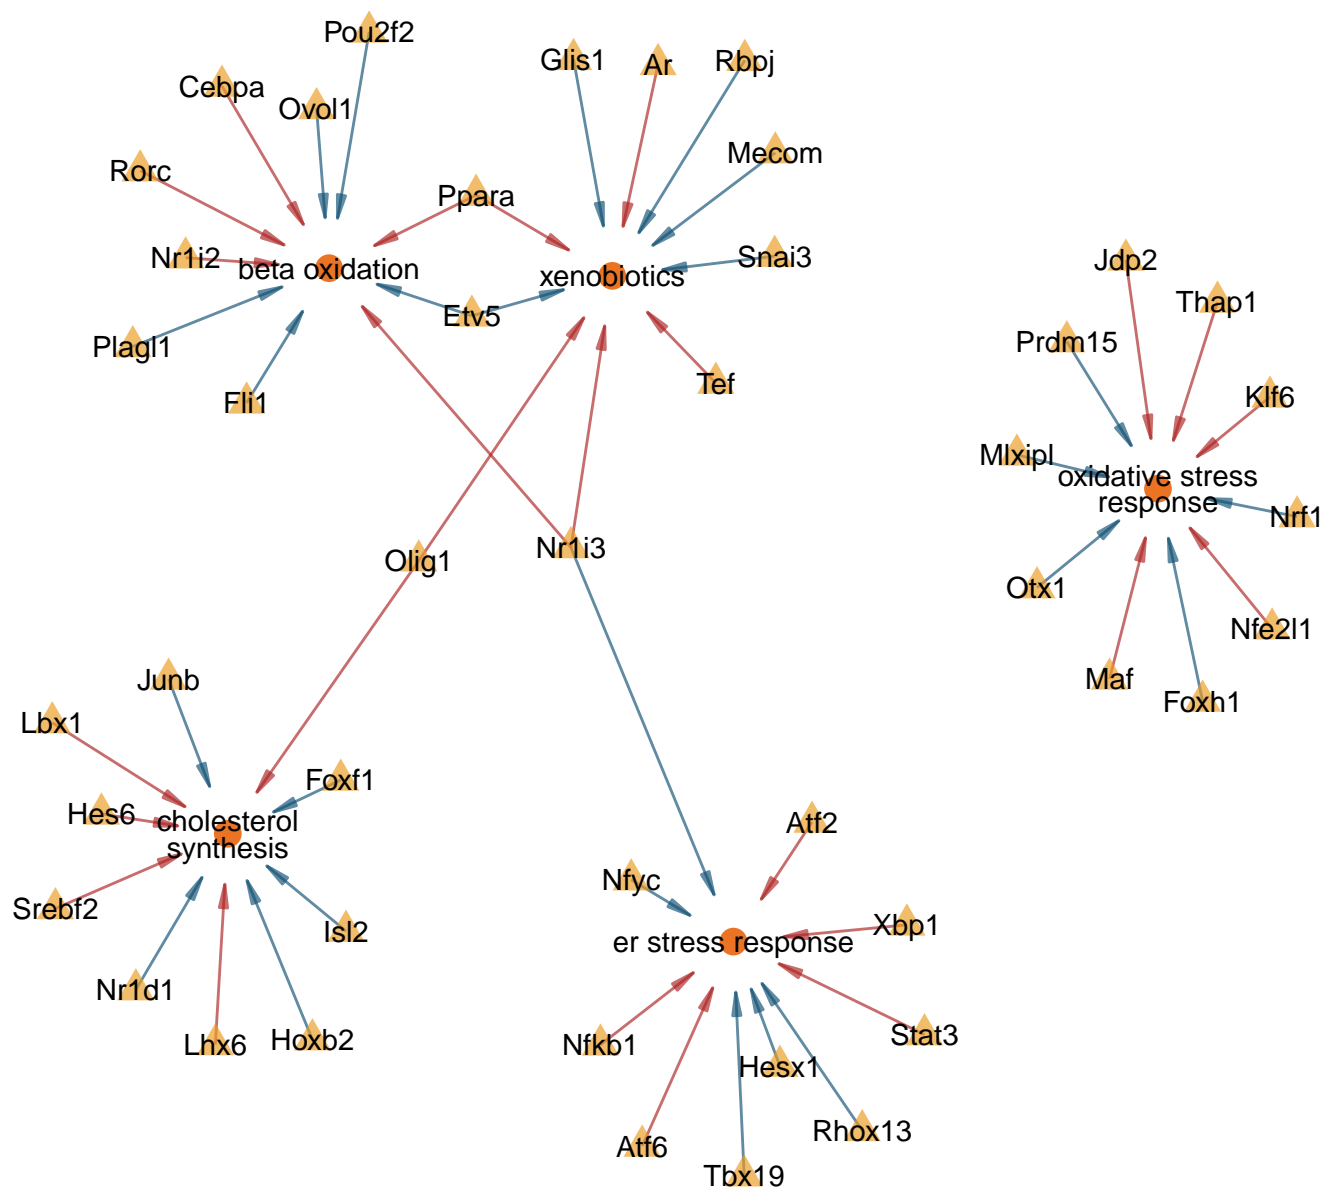 Pou2f2
Glis1
Ar
Rbpj
Cebpa
Ovol1
Mecom
Rorc
Ppara
Nr1i2
beta oxidation
xenobiotics
Snai3
Etv5
Plagl1
Fli1
Tef
Jdp2
Thap1
Prdm15
Klf6
Mlxipl
oxidative stress
response
Nrf1
Otx1
Nfe2l1
Maf
Foxh1
Olig1
Nr1i3
Junb
Lbx1
Foxf1
Hes6
cholesterol
synthesis
Srebf2
Isl2
Nr1d1
Lhx6
Hoxb2
Atf2
Nfyc
Xbp1
er stress response
Nfkb1
Stat3
Hesx1
Rhox13
Atf6
Tbx19